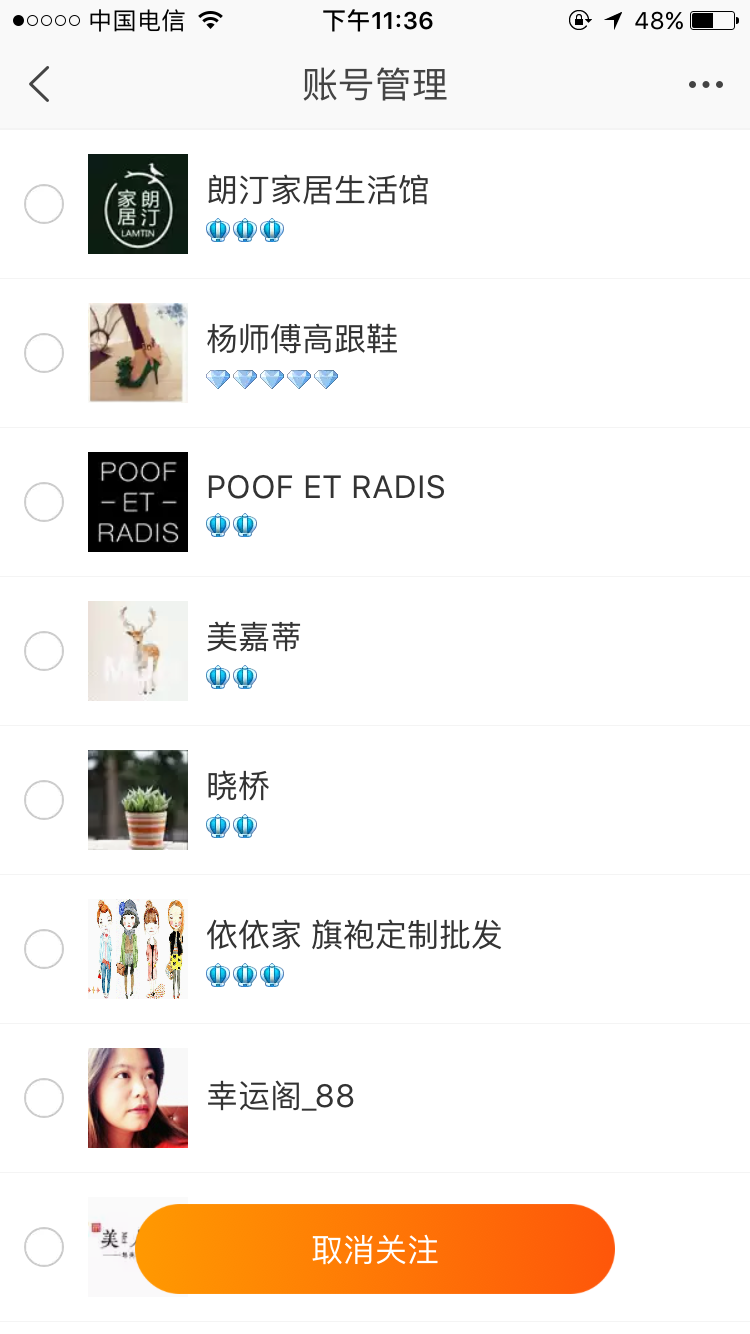 中国电信
下午11:36
48%
账号管理
家朗
居汀
LAMTIN
朗汀家居生活馆
杨师傅高跟鞋
POOF
-ET-
RADIS
POOF ET RADIS
美嘉蒂
晓桥
依依家 旗袍定制批发
幸运阁_88
美
取消关注